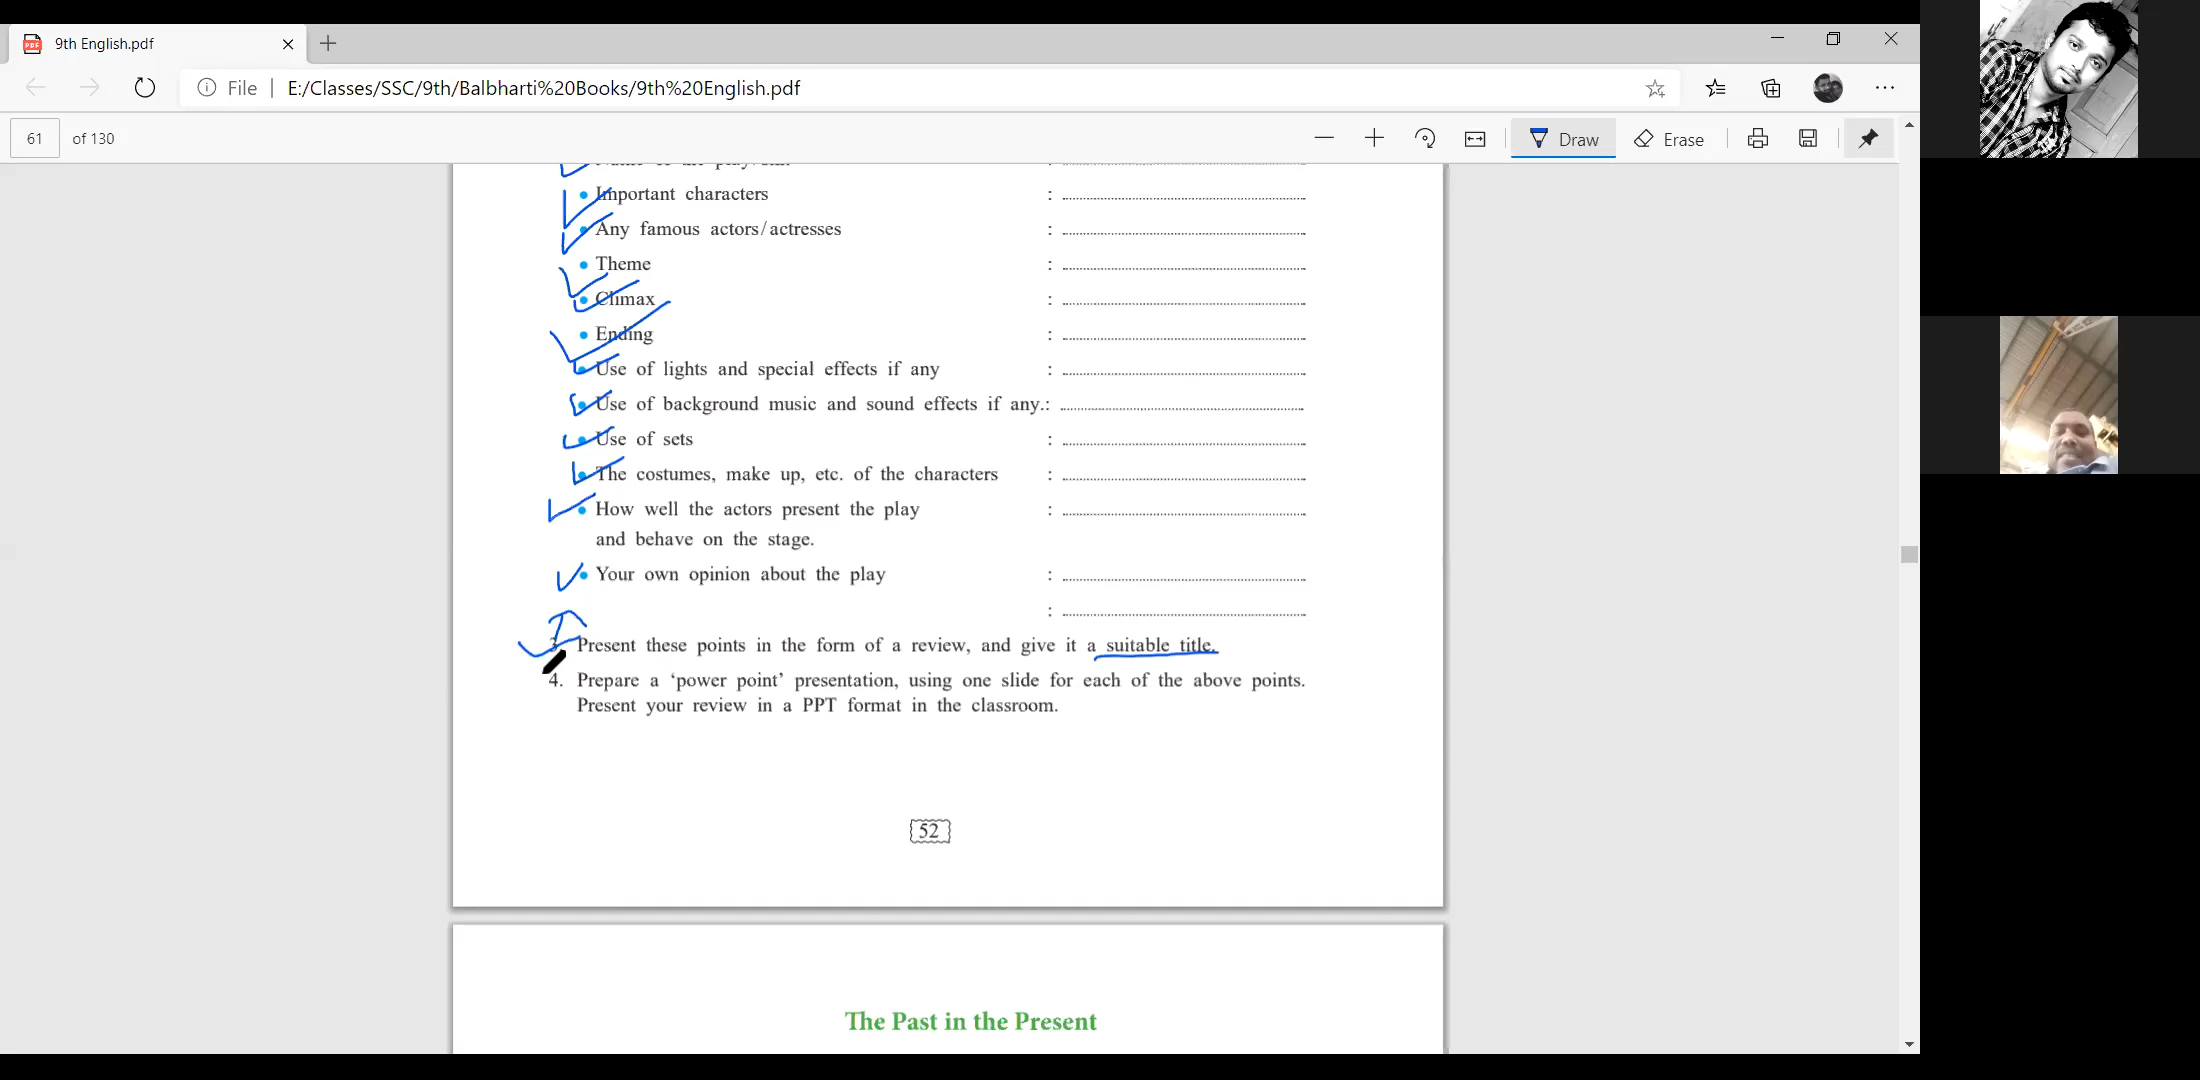 9th English.pdf
File | E:/Classes/SSC/9th/Balbharti%20Books/9th%20English.pdf
61 of 130 Draw Erase
• Important characters : 
• Any famous actors/actresses : 
• Theme : 
• Climax : 
• Ending : 
• Use of lights and special effects if any : 
• Use of background music and sound effects if any.: 
• Use of sets : 
• The costumes, make up, etc. of the characters : 
• How well the actors present the play : 
and behave on the stage.
• Your own opinion about the play : 
:
3. Present these points in the form of a review, and give it a suitable title.
4. Prepare a ‘power point’ presentation, using one slide for each of the above points.
Present your review in a PPT format in the classroom.
52
The Past in the Present